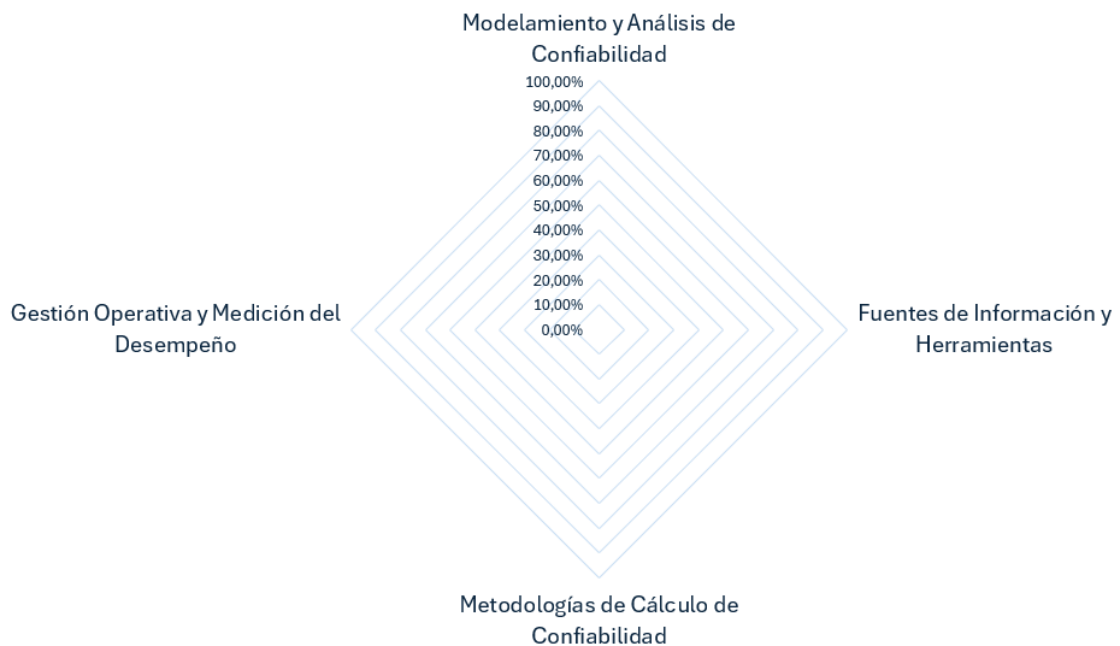 Modelamiento y Análisis de
Confiabilidad
100,00%
90,00%
80,00%
70,00%
60,00%
50,00%
40,00%
30,00%
20,00%
10,00%
0,00%
Gestión Operativa y Medición del
Desempeño
Fuentes de Información y
Herramientas
Metodologías de Cálculo de
Confiabilidad